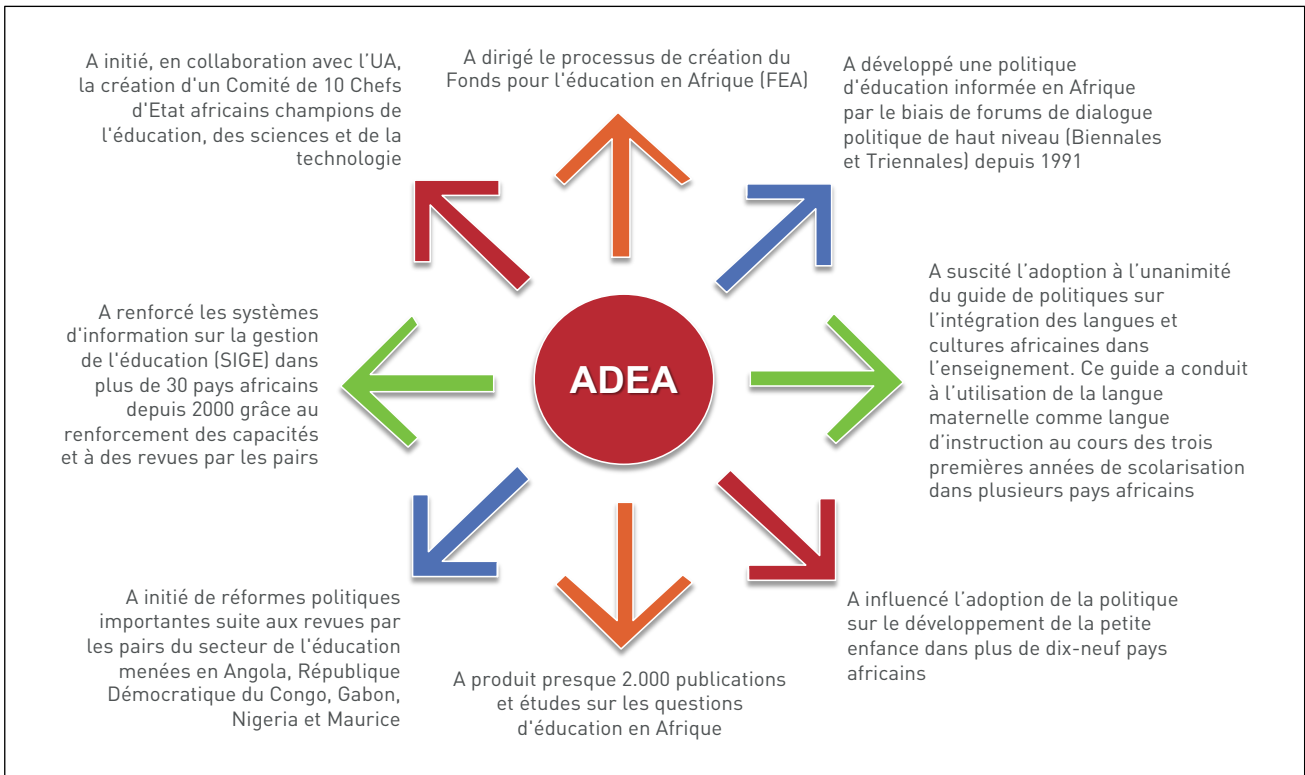 A initié, en collaboration avec l'UA,
la création d'un Comité de 10 Chefs
d'Etat africains champions de
l'éducation, des sciences et de la
technologie
A dirigé le processus de création du
Fonds pour l'éducation en Afrique (FEA)
A développé une politique
d'éducation informée en Afrique
par le biais de forums de dialogue
politique de haut niveau (Biennales
et Triennales) depuis 1991
A renforcé les systèmes
d'information sur la gestion
de l'éducation (SIGE) dans
plus de 30 pays africains
depuis 2000 grâce au
renforcement des capacités
et à des revues par les pairs
ADEA
A suscité l’adoption à l’unanimité
du guide de politiques sur
l’intégration des langues et
cultures africaines dans
l’enseignement. Ce guide a conduit
à l’utilisation de la langue
maternelle comme langue
d’instruction au cours des trois
premières années de scolarisation
dans plusieurs pays africains
A initié de réformes politiques
importantes suite aux revues par
les pairs du secteur de l'éducation
menées en Angola, République
Démocratique du Congo, Gabon,
Nigeria et Maurice
A produit presque 2.000 publications
et études sur les questions
d'éducation en Afrique
A influencé l’adoption de la politique
sur le développement de la petite
enfance dans plus de dix-neuf pays
africains